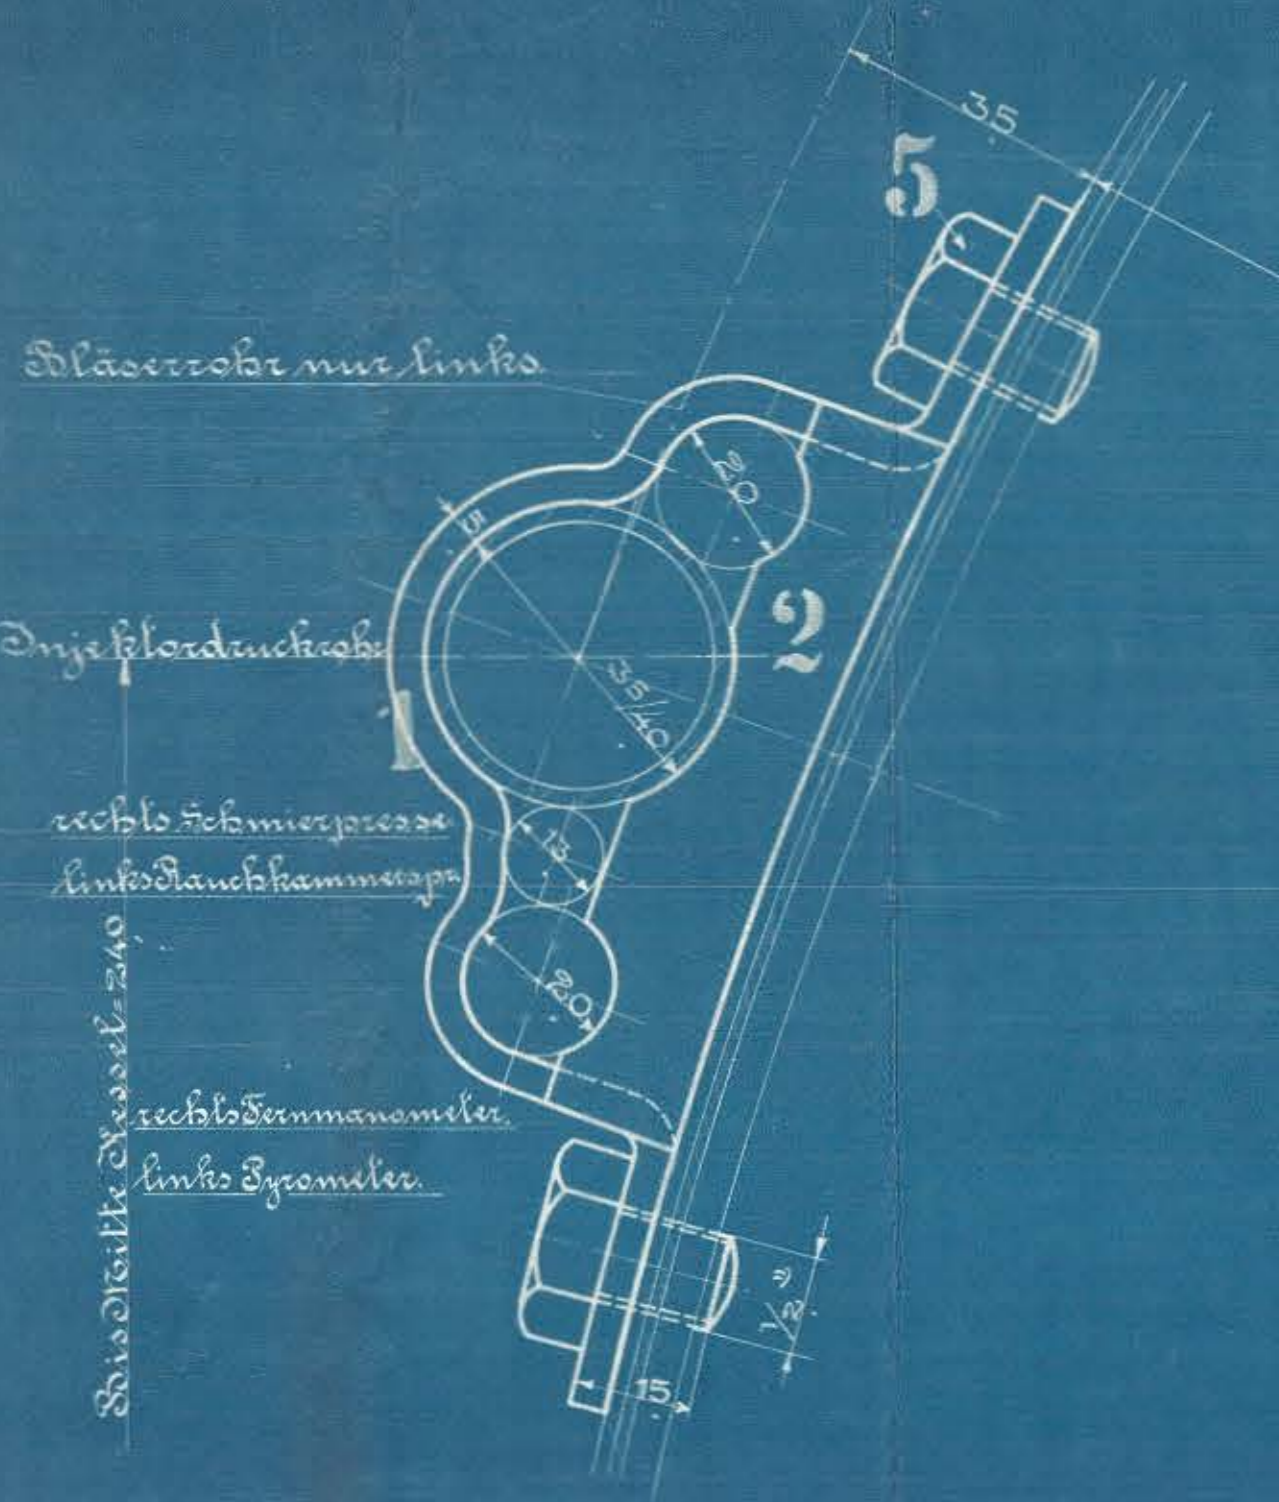 35
5
Bläserrohr nur links.
20
5
2
Injektordruckrohr
35/40
1
rechts Schmierpresse
13
links Rauchkammerspr.
20
Bis Mitte Kessel = 240
rechts Fernmanometer.
links Pyrometer.
1/2"
15